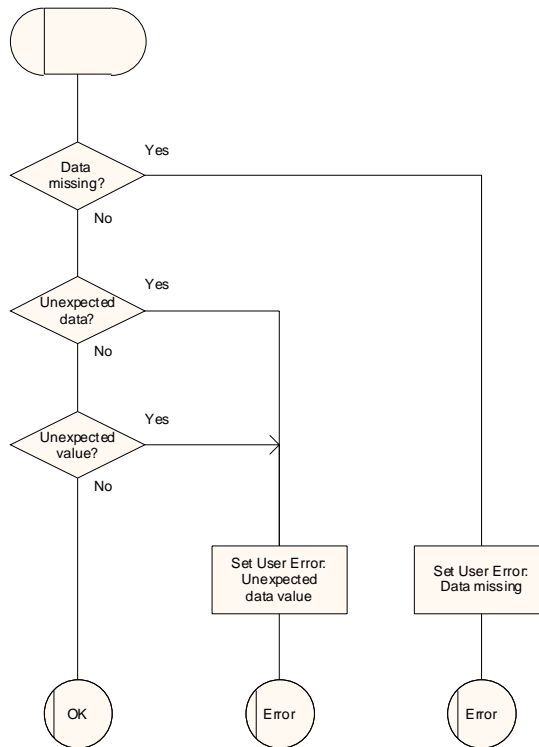 Yes
Data
missing?
No
Yes
Unexpected
data?
No
Yes
Unexpected
value?
No
Set User Error:
Unexpected
data value
Set User Error:
Data missing
OK
Error
Error